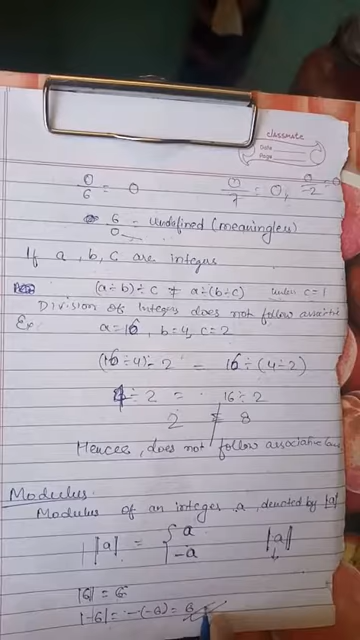 classmate
Date
Page
0/6 = 0    0/7 = 0, 0/-2 = 0
6/0 = undefined (meaningless)
If a, b, c are integers
(a ÷ b) ÷ c ≠ a ÷ (b ÷ c)    unless c = 1
Division of Integers does not follow associative
Ex: a = 16, b = 4, c = 2
(16 ÷ 4) ÷ 2 = 16 ÷ (4 ÷ 2)
4 ÷ 2 = 16 ÷ 2
2 ≠ 8
Hence, does not follow associative law
Modulus
Modulus of an integer a, denoted by |a|
|a| = { a    |a|
-a
|6| = 6
|-6| = -(-6) = 6